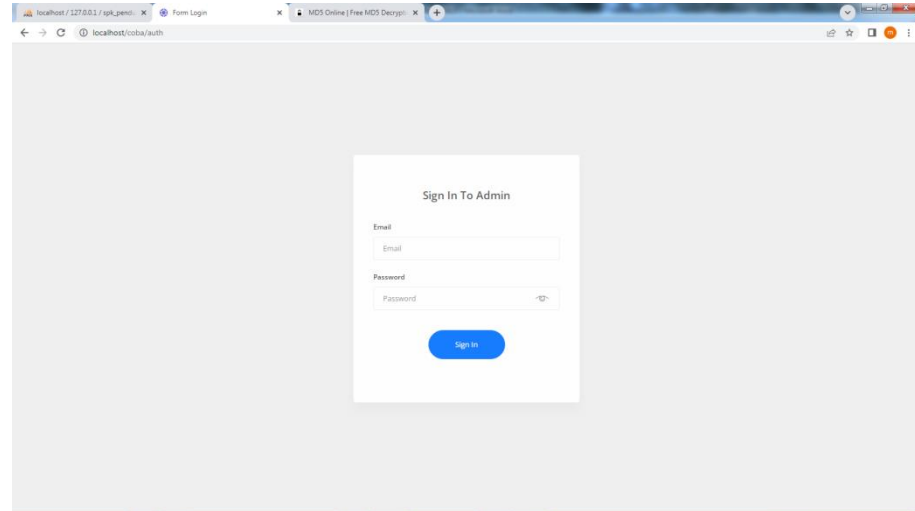 localhost / 127.0.0.1 / spk_pend
Form Login
MD5 Online | Free MD5 Decrypt
localhost/coba/auth
m
Sign In To Admin
Email
Email
Password
Password
Sign In